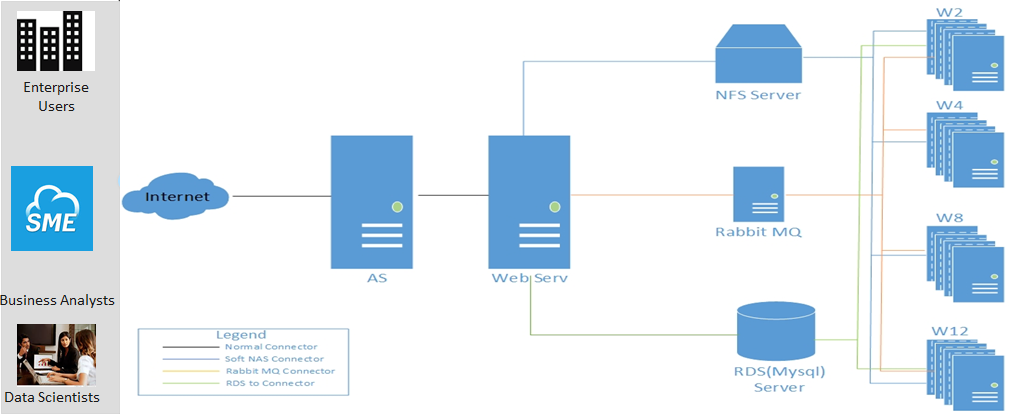 Enterprise
Users
SME
Business Analysts
Data Scientists
Internet
AS
Web Serv
NFS Server
Rabbit MQ
RDS(Mysql)
Server
W2
W4
W8
W12
Legend
Normal Connector
Soft NAS Connector
Rabbit MQ Connector
RDS to Connector